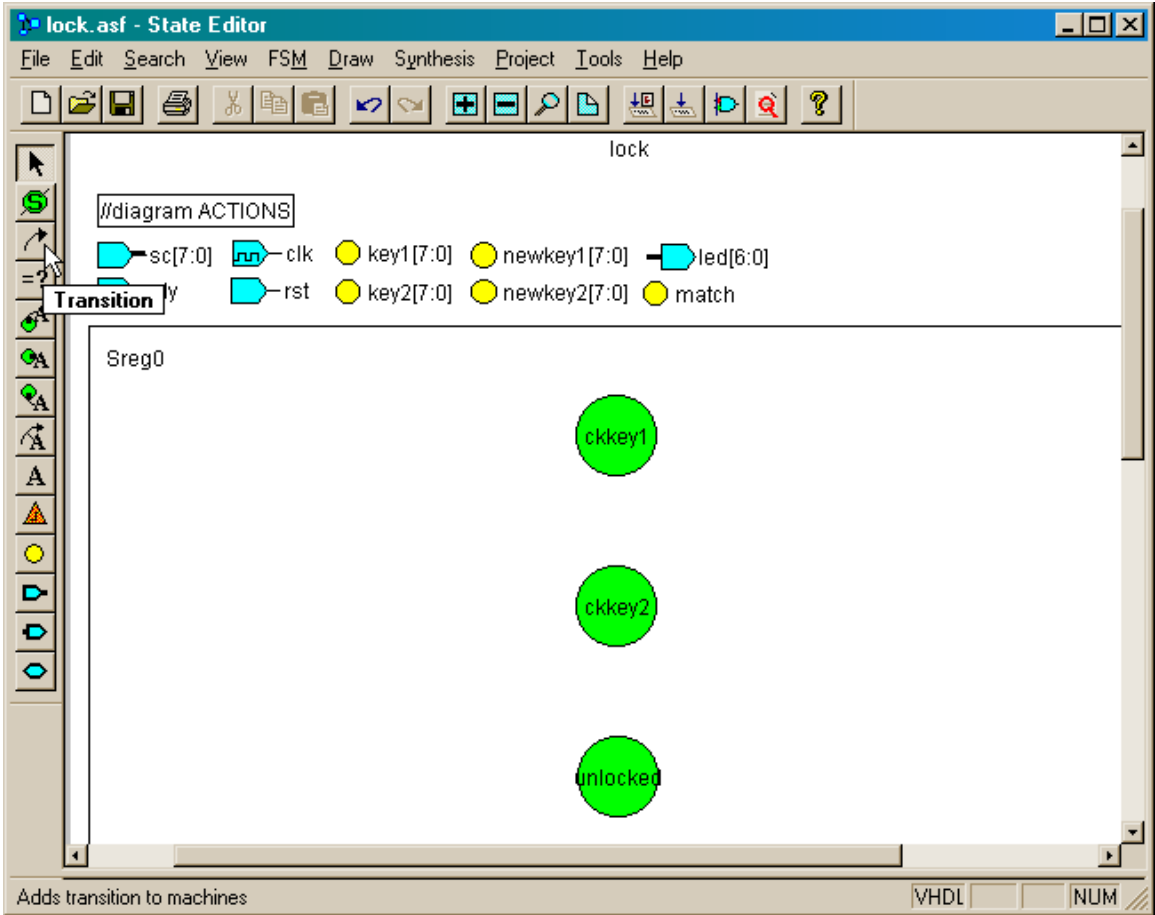 lock.asf - State Editor
File Edit Search View FSM Draw Synthesis Project Tools Help
lock
//diagram ACTIONS
sc[7:0] clk key1[7:0] newkey1[7:0] led[6:0]
=?
Transition
rst key2[7:0] newkey2[7:0] match
Sreg0
ckkey1
ckkey2
unlocked
Adds transition to machines VHDL NUM